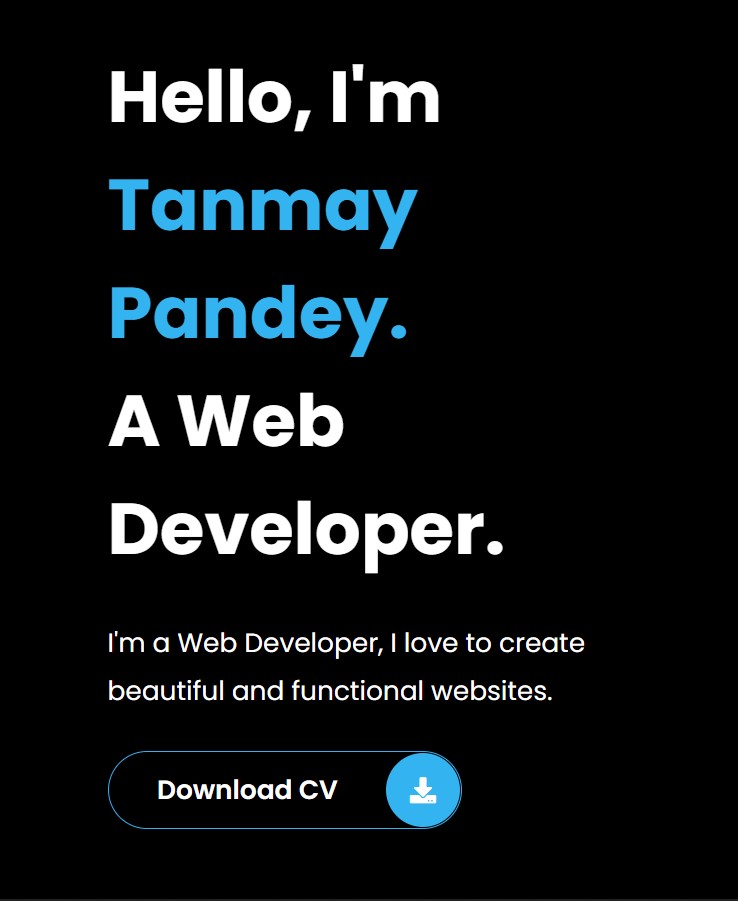 Hello, I'm
Tanmay
Pandey.
A Web
Developer.
I'm a Web Developer, I love to create
beautiful and functional websites.
Download CV